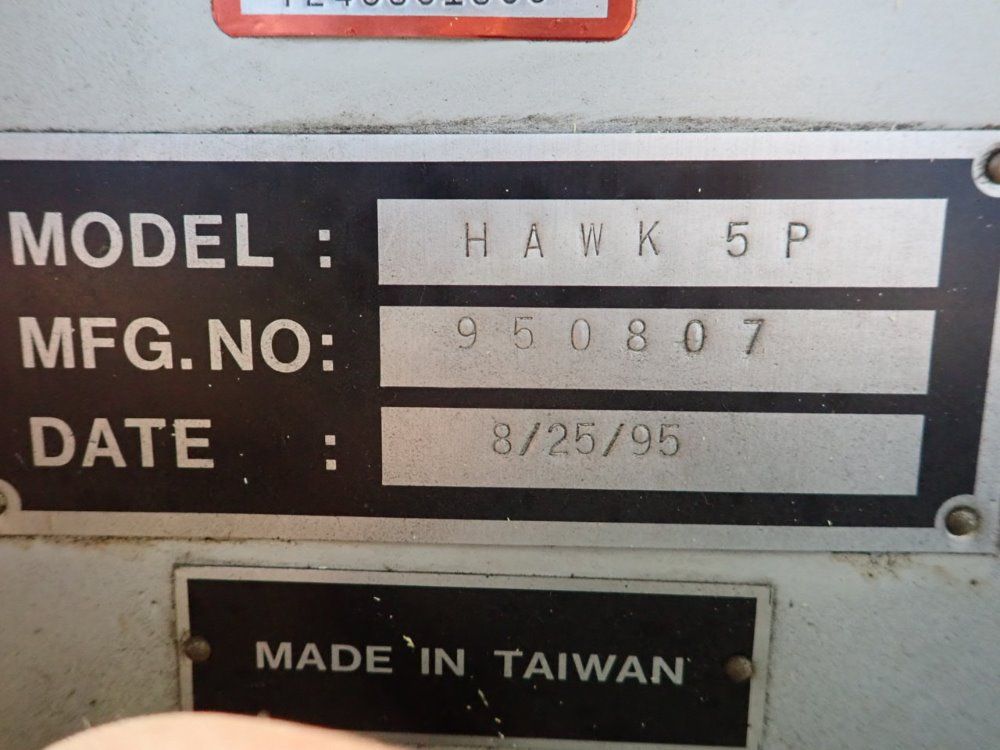 MODEL : HAWK 5P
MFG.NO: 950807
DATE : 8/25/95
MADE IN TAIWAN